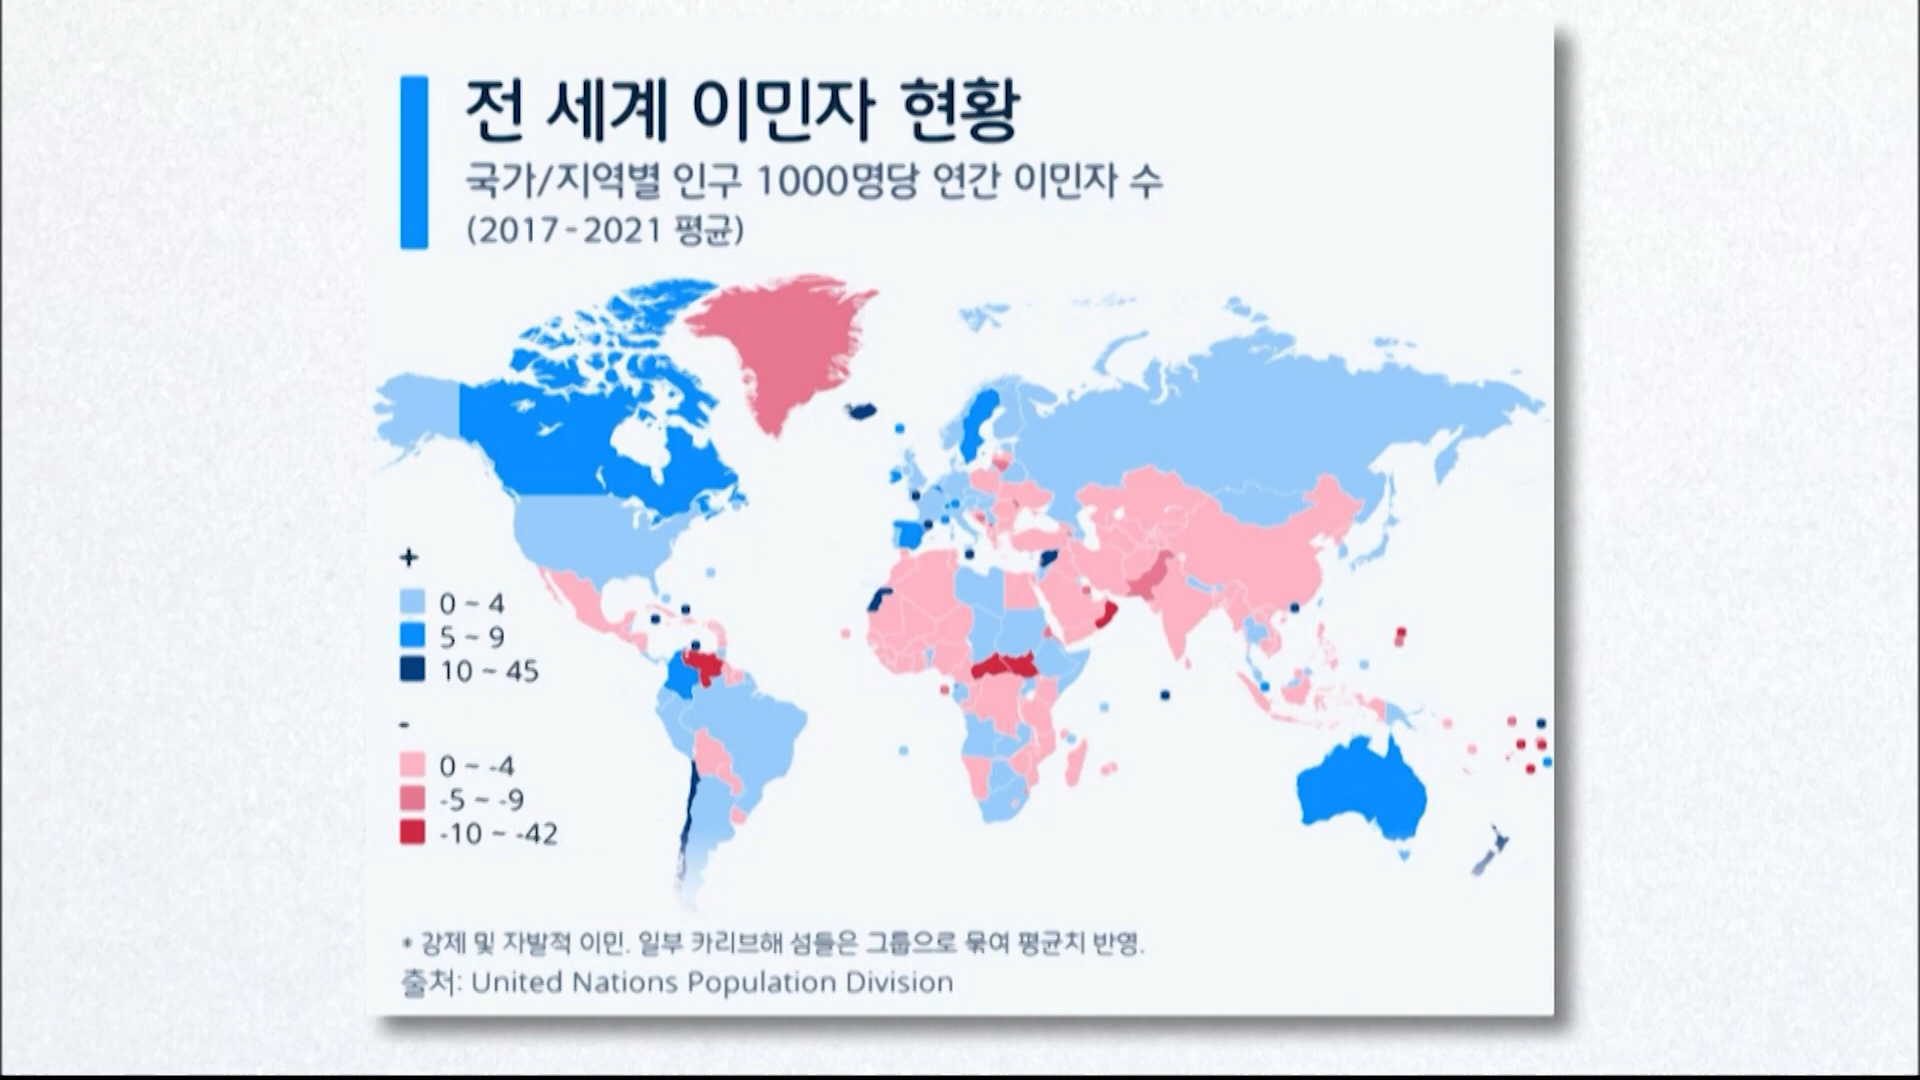 전 세계 이민자 현황
국가/지역별 인구 1000명당 연간 이민자 수
(2017-2021 평균)
+
0 ~ 4
5 ~ 9
10 ~ 45
-
0 ~ -4
-5 ~ -9
-10 ~ -42
* 강제 및 자발적 이민. 일부 카리브해 섬들은 그룹으로 묶여 평균치 반영.
출처: United Nations Population Division